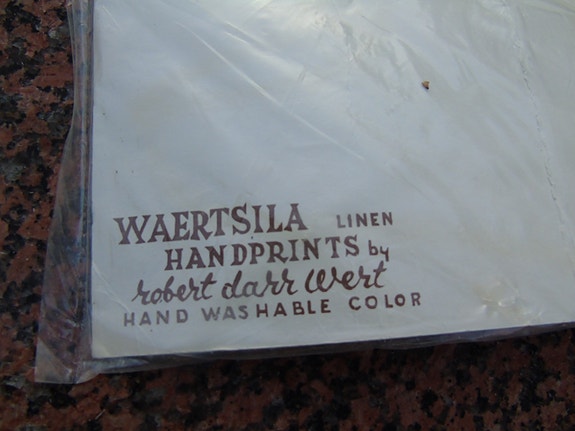 WAERTSILA LINEN
HANDPRINTS by
robert darr wert
HAND WASHABLE COLOR